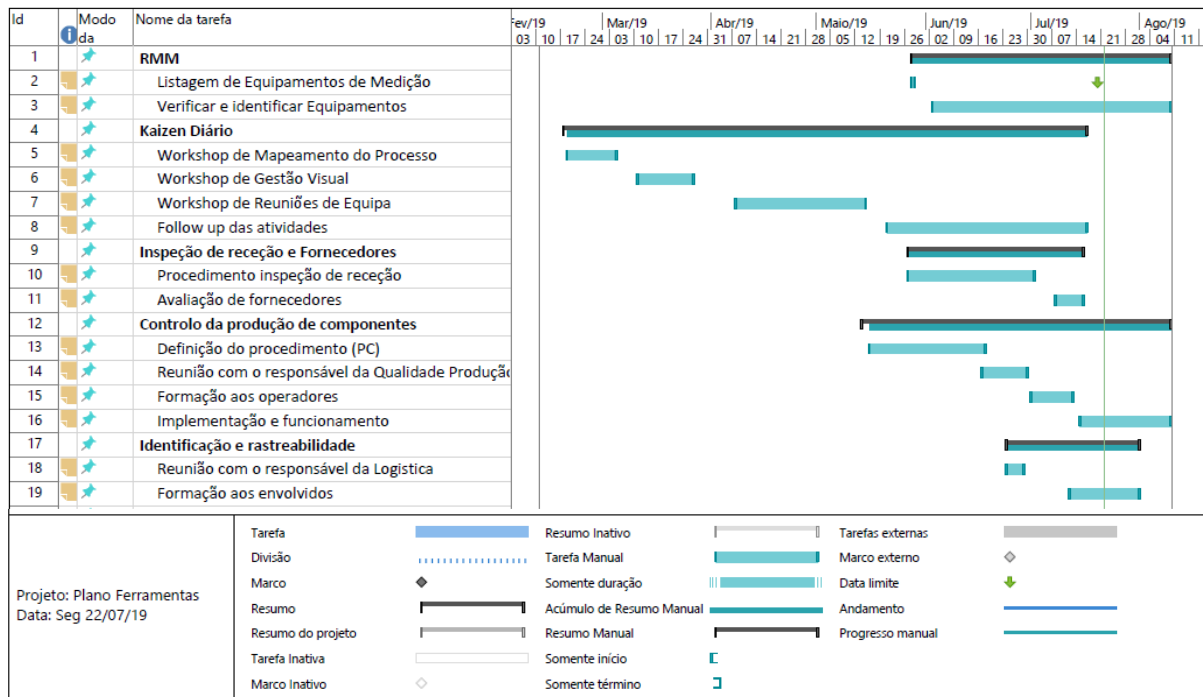 Id Modo da Nome da tarefa
Fev/19 Mar/19 Abr/19 Maio/19 Jun/19 Jul/19 Ago/19
03 10 17 24 03 10 17 24 31 07 14 21 28 05 12 19 26 02 09 16 23 30 07 14 21 28 04 11
1 RMM
2 Listagem de Equipamentos de Medição
3 Verificar e identificar Equipamentos
4 Kaizen Diário
5 Workshop de Mapeamento do Processo
6 Workshop de Gestão Visual
7 Workshop de Reuniões de Equipa
8 Follow up das atividades
9 Inspeção de receção e Fornecedores
10 Procedimento inspeção de receção
11 Avaliação de fornecedores
12 Controlo da produção de componentes
13 Definição do procedimento (PC)
14 Reunião com o responsável da Qualidade Produção
15 Formação aos operadores
16 Implementação e funcionamento
17 Identificação e rastreabilidade
18 Reunião com o responsável da Logistica
19 Formação aos envolvidos
Projeto: Plano Ferramentas
Data: Seg 22/07/19
Tarefa Resumo Inativo Tarefas externas
Divisão Tarefa Manual Marco externo
Marco Somente duração Data limite
Resumo Acúmulo de Resumo Manual Andamento
Resumo do projeto Resumo Manual Progresso manual
Tarefa Inativa Somente início
Marco Inativo Somente término